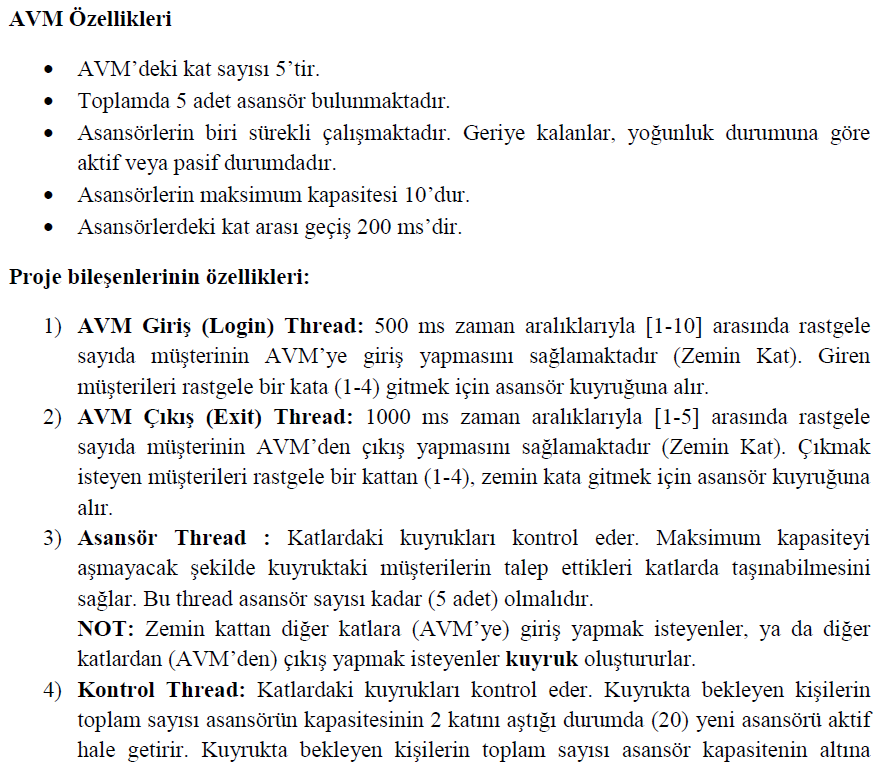 AVM Özellikleri
• AVM'deki kat sayısı 5'tir.
• Toplamda 5 adet asansör bulunmaktadır.
• Asansörlerin biri sürekli çalışmaktadır. Geriye kalanlar, yoğunluk durumuna göre
aktif veya pasif durumdadır.
• Asansörlerin maksimum kapasitesi 10'dur.
• Asansörlerdeki kat arası geçiş 200 ms'dir.
Proje bileşenlerinin özellikleri:
1) AVM Giriş (Login) Thread: 500 ms zaman aralıklarıyla [1-10] arasında rastgele
sayıda müşterinin AVM'ye giriş yapmasını sağlamaktadır (Zemin Kat). Giren
müşterileri rastgele bir kata (1-4) gitmek için asansör kuyruğuna alır.
2) AVM Çıkış (Exit) Thread: 1000 ms zaman aralıklarıyla [1-5] arasında rastgele
sayıda müşterinin AVM'den çıkış yapmasını sağlamaktadır (Zemin Kat). Çıkmak
isteyen müşterileri rastgele bir kattan (1-4), zemin kata gitmek için asansör kuyruğuna
alır.
3) Asansör Thread : Katlardaki kuyrukları kontrol eder. Maksimum kapasiteyi
aşmayacak şekilde kuyruktaki müşterilerin talep ettikleri katlarda taşınabilmesini
sağlar. Bu thread asansör sayısı kadar (5 adet) olmalıdır.
NOT: Zemin kattan diğer katlara (AVM'ye) giriş yapmak isteyenler, ya da diğer
katlardan (AVM'den) çıkış yapmak isteyenler kuyruk oluştururlar.
4) Kontrol Thread: Katlardaki kuyrukları kontrol eder. Kuyrukta bekleyen kişilerin
toplam sayısı asansörün kapasitesinin 2 katını aştığı durumda (20) yeni asansörü aktif
hale getirir. Kuyrukta bekleyen kişilerin toplam sayısı asansör kapasitenin altına